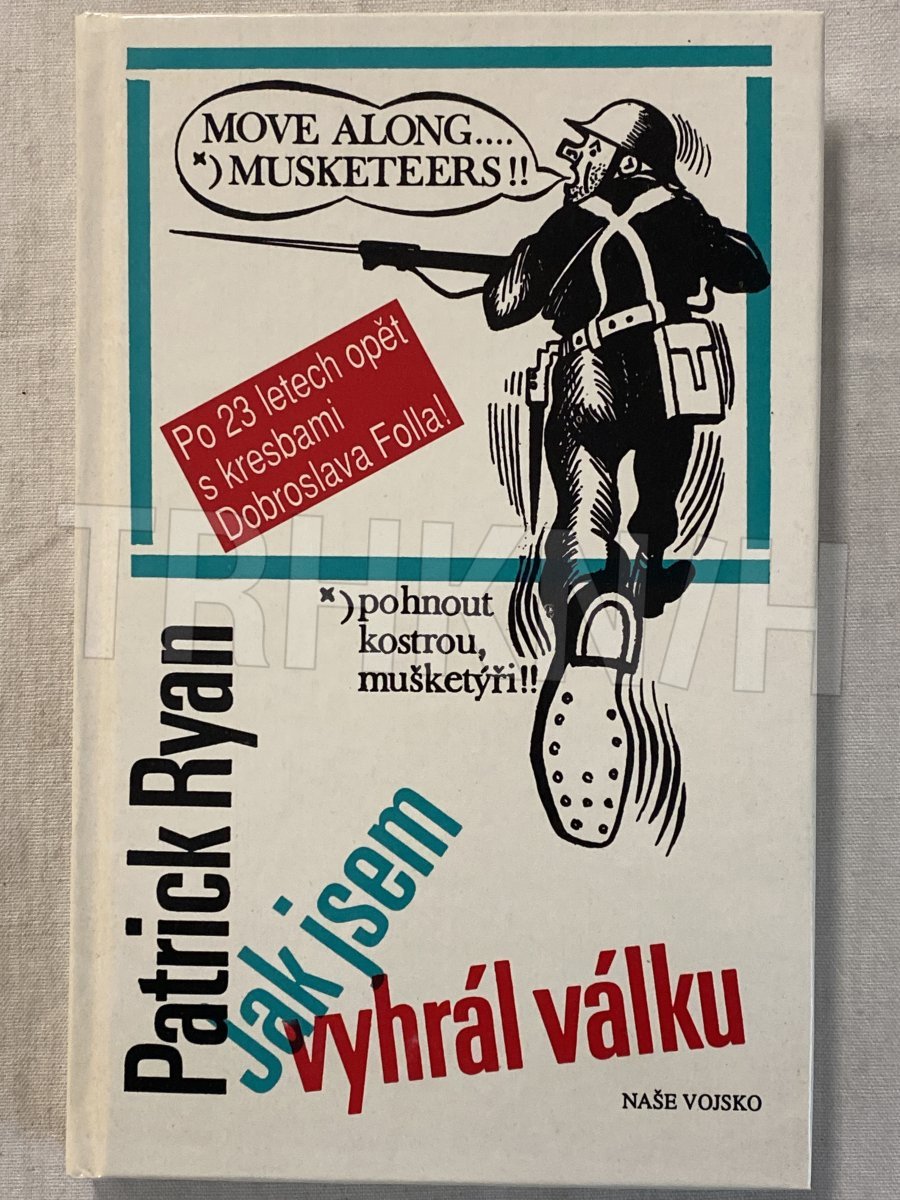 MOVE ALONG....
*) MUSKETEERS!!
Po 23 letech opět
s kresbami
Dobroslava Folla!
*) pohnout
kostrou,
mušketýři!!
Patrick Ryan
Jak jsem
vyhrál válku
NAŠE VOJSKO
TRHKNIH